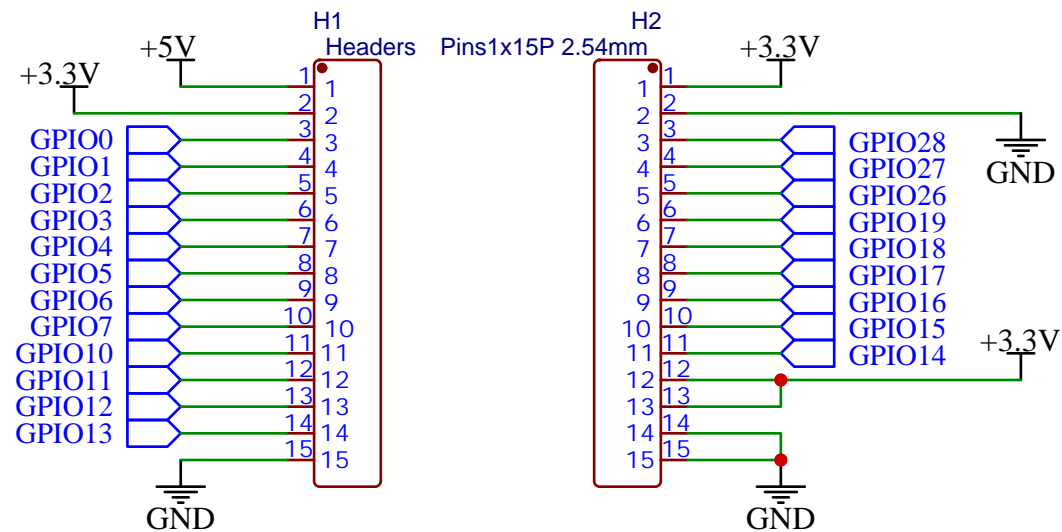 H1
Headers
+5V
+3.3V
1 1
2 2
GPIO0 3 3
GPIO1 4 4
GPIO2 5 5
GPIO3 6 6
GPIO4 7 7
GPIO5 8 8
GPIO6 9 9
GPIO7 10 10
GPIO10 11 11
GPIO11 12 12
GPIO12 13 13
GPIO13 14 14
15 15
GND
H2
Pins1x15P 2.54mm
+3.3V
1 1
2 2
GND
3 3 GPIO28
4 4 GPIO27
5 5 GPIO26
6 6 GPIO19
7 7 GPIO18
8 8 GPIO17
9 9 GPIO16
10 10 GPIO15
11 11 GPIO14
+3.3V
12 12
13 13
14 14
15 15
GND